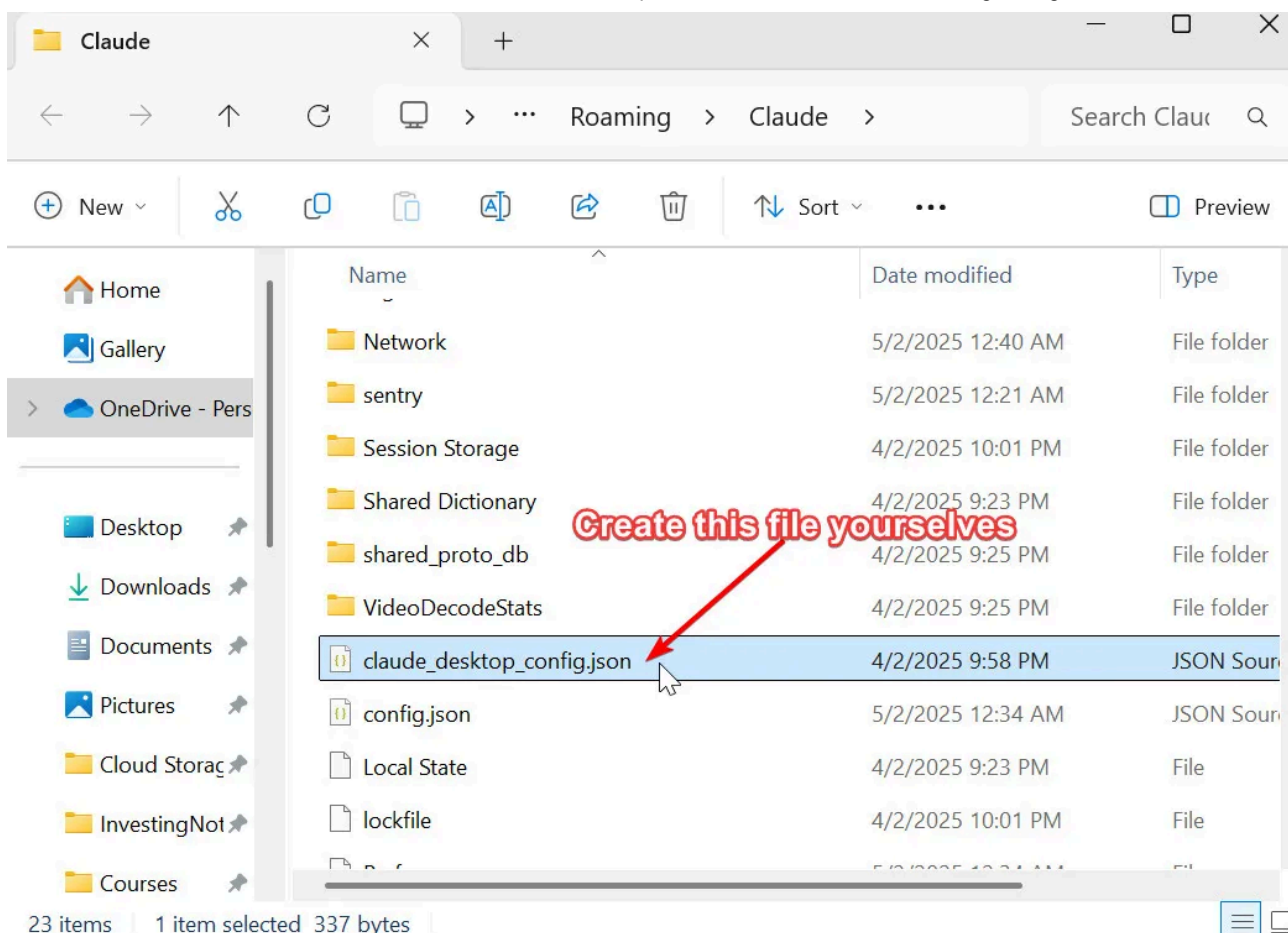 Claude
Roaming > Claude >
Search Clauc
New
Sort
•••
Preview
Name
Date modified
Type
Home
Gallery
OneDrive - Pers
Desktop
Downloads
Documents
Pictures
Cloud Storag
InvestingNot
Courses
Network 5/2/2025 12:40 AM File folder
sentry 5/2/2025 12:21 AM File folder
Session Storage 4/2/2025 10:01 PM File folder
Shared Dictionary 4/2/2025 9:23 PM File folder
Create this file yourselves
shared_proto_db 4/2/2025 9:25 PM File folder
VideoDecodeStats 4/2/2025 9:25 PM File folder
claude_desktop_config.json 4/2/2025 9:58 PM JSON Sour
config.json 5/2/2025 12:34 AM JSON Sour
Local State 4/2/2025 9:23 PM File
lockfile 4/2/2025 10:01 PM File
23 items
1 item selected 337 bytes